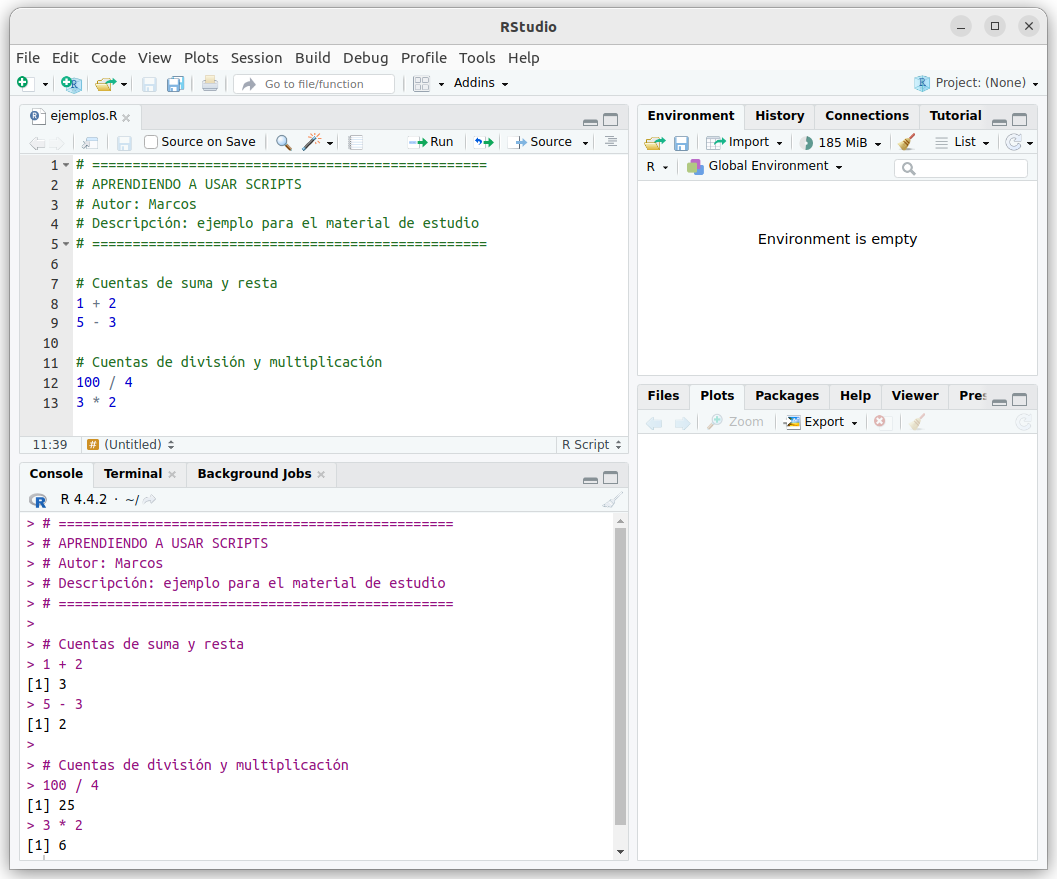 RStudio
File Edit Code View Plots Session Build Debug Profile Tools Help
Go to file/function Addins Project: (None)
ejemplos.R
Source on Save Run Source
1 # =================================================
2 # APRENDIENDO A USAR SCRIPTS
3 # Autor: Marcos
4 # Descripción: ejemplo para el material de estudio
5 # =================================================
6
7 # Cuentas de suma y resta
8 1 + 2
9 5 - 3
10
11 # Cuentas de división y multiplicación
12 100 / 4
13 3 * 2
11:39 # (Untitled) R Script
Console Terminal Background Jobs
R 4.4.2 · ~/
> # =================================================
> # APRENDIENDO A USAR SCRIPTS
> # Autor: Marcos
> # Descripción: ejemplo para el material de estudio
> # =================================================
>
> # Cuentas de suma y resta
> 1 + 2
[1] 3
> 5 - 3
[1] 2
>
> # Cuentas de división y multiplicación
> 100 / 4
[1] 25
> 3 * 2
[1] 6
Environment History Connections Tutorial
Import 185 MiB List
R Global Environment
Environment is empty
Files Plots Packages Help Viewer Pres
Zoom Export